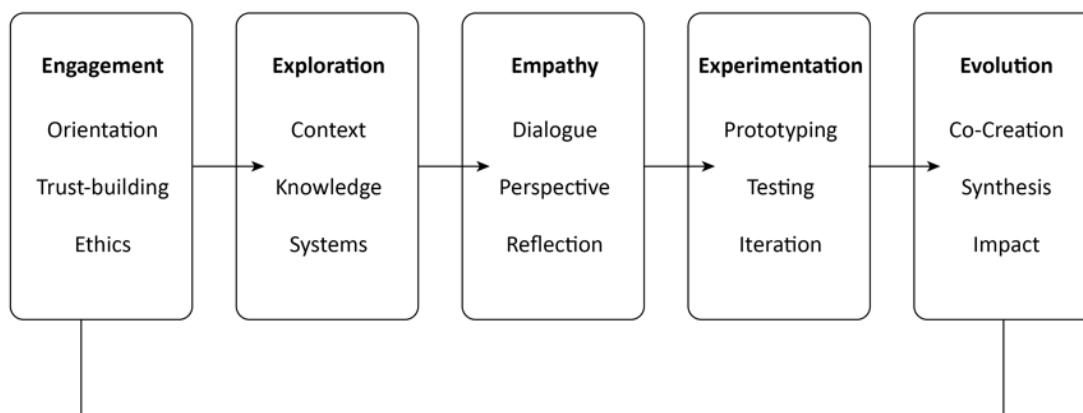 Engagement
Orientation
Trust-building
Ethics
Exploration
Context
Knowledge
Systems
Empathy
Dialogue
Perspective
Reflection
Experimentation
Prototyping
Testing
Iteration
Evolution
Co-Creation
Synthesis
Impact